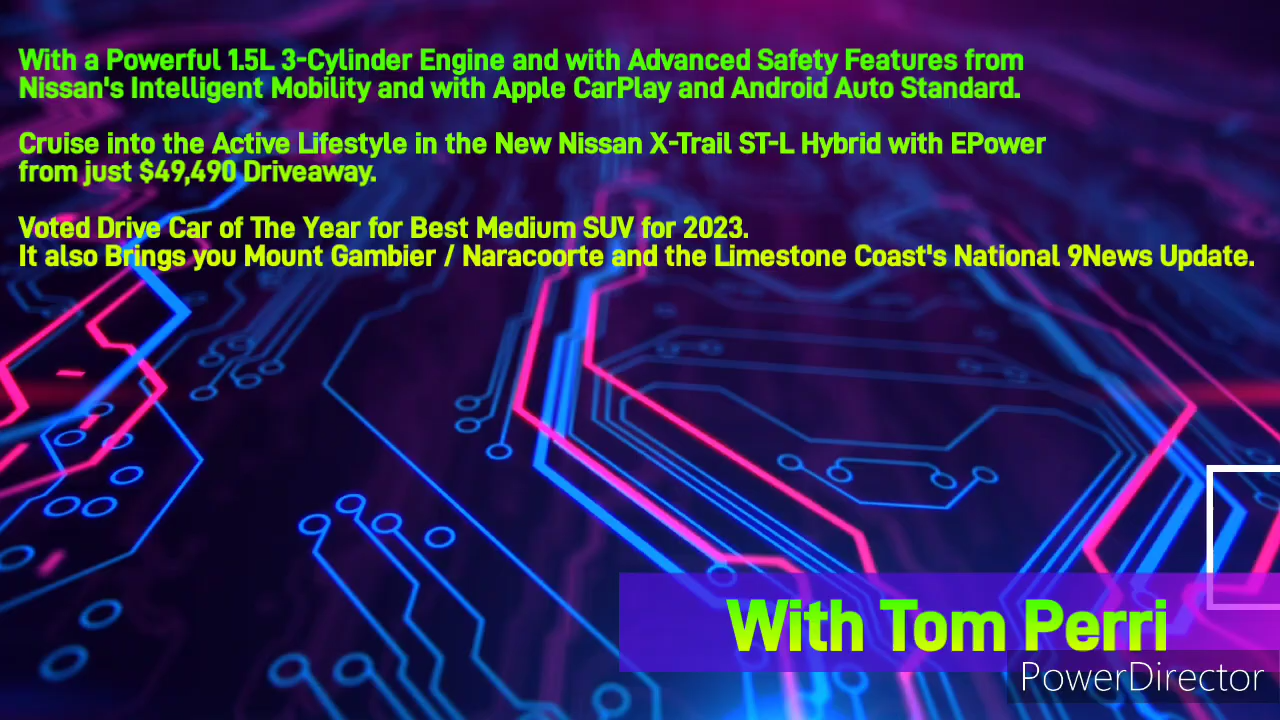 With a Powerful 1.5L 3-Cylinder Engine and with Advanced Safety Features from
Nissan's Intelligent Mobility and with Apple CarPlay and Android Auto Standard.
Cruise into the Active Lifestyle in the New Nissan X-Trail ST-L Hybrid with EPower
from just $49,490 Driveaway.
Voted Drive Car of The Year for Best Medium SUV for 2023.
It also Brings you Mount Gambier / Naracoorte and the Limestone Coast's National 9News Update.
With Tom Perri
PowerDirector